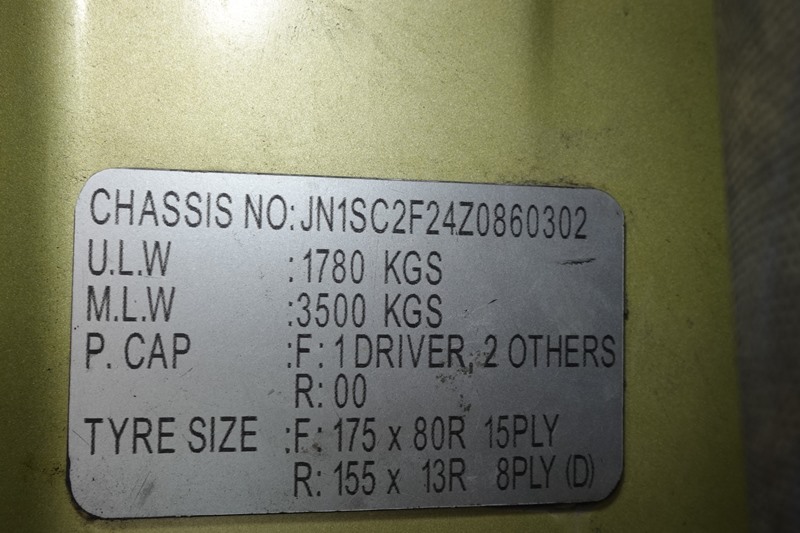 CHASSIS NO: JN1SC2F24Z0860302
U.L.W : 1780 KGS
M.L.W : 3500 KGS
P. CAP : F : 1 DRIVER, 2 OTHERS
R: 00
TYRE SIZE : F : 175 x 80R 15PLY
R: 155 x 13R 8PLY (D)